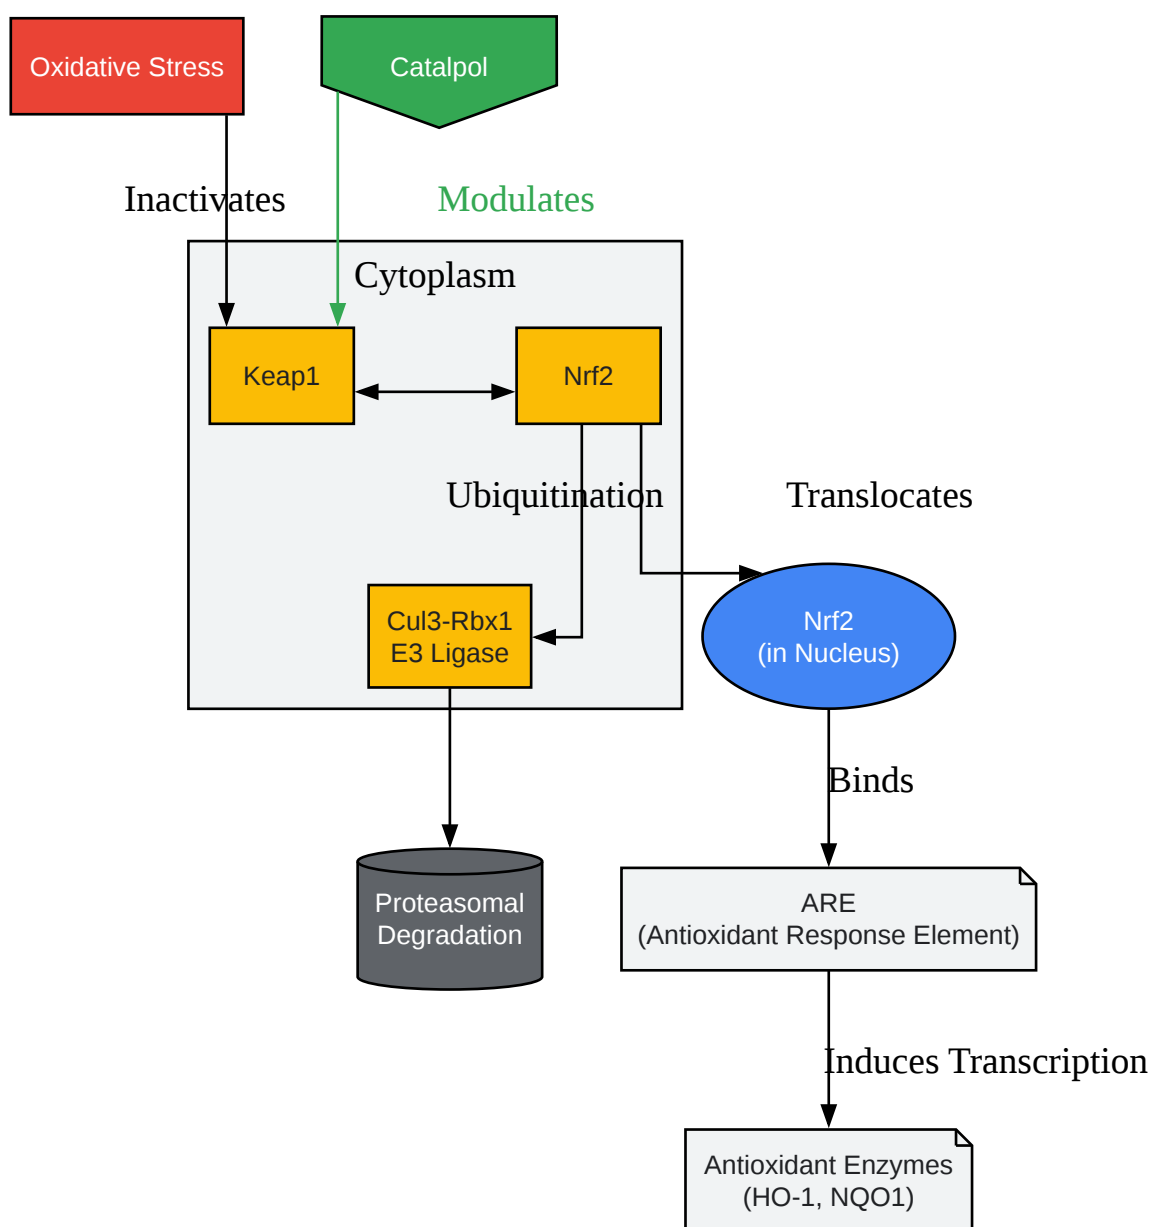 Oxidative Stress
Catalpol
Inactivates
Modulates
Cytoplasm
Keap1
Nrf2
Ubiquitination
Translocates
Cul3-Rbx1
E3 Ligase
Nrf2
(in Nucleus)
Binds
Proteasomal
Degradation
ARE
(Antioxidant Response Element)
Induces Transcription
Antioxidant Enzymes
(HO-1, NQO1)